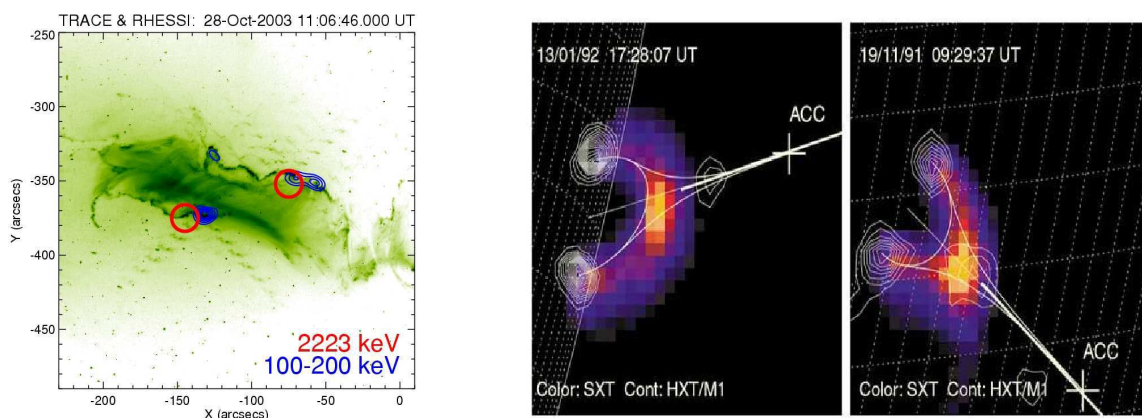 TRACE & RHESSI: 28-Oct-2003 11:06:46.000 UT
-250
-300
-350
-400
-450
Y (arcsecs)
2223 keV
100-200 keV
-200 -150 -100 -50 0
X (arcsecs)
13/01/92 17:28:07 UT
ACC
Color: SXT Cont: HXT/M1
19/11/91 09:29:37 UT
ACC
Color: SXT Cont: HXT/M1